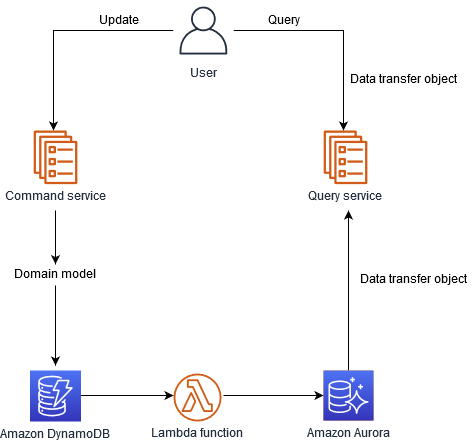 Update
Query
User
Data transfer object
Command service
Query service
Domain model
Data transfer object
Amazon DynamoDB
Lambda function
Amazon Aurora